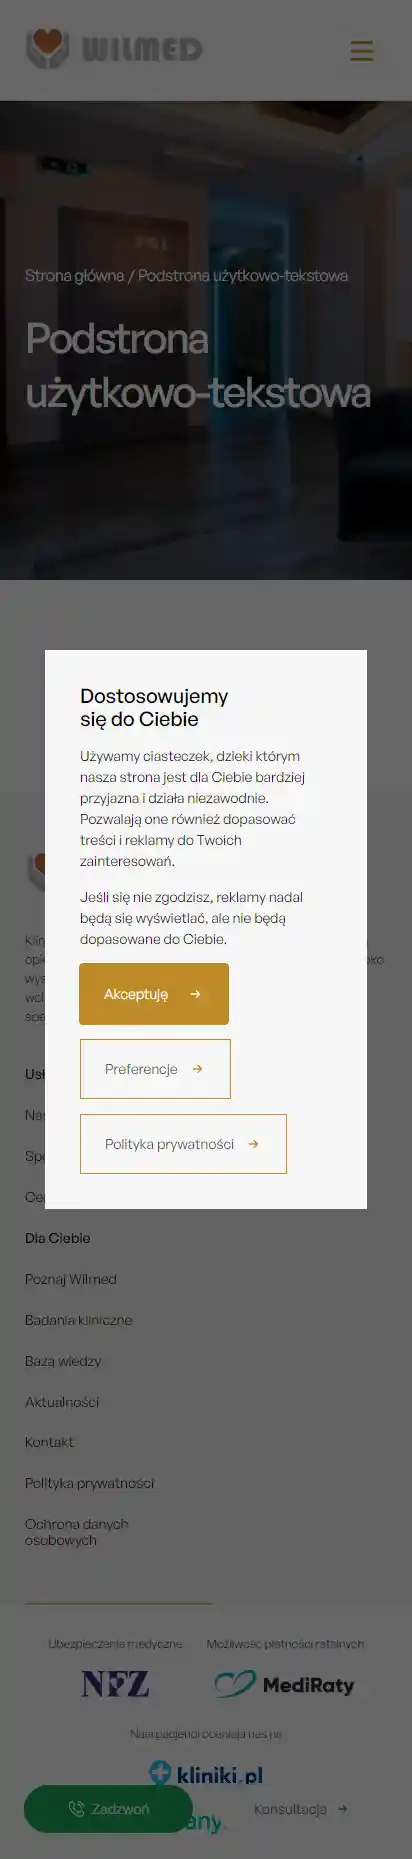 WILMED
Strona główna / Podstrona użytkowo-tekstowa
Podstrona
użytkowo-tekstowa
Dostosowujemy
się do Ciebie
Używamy ciasteczek, dzieki którym
nasza strona jest dla Ciebie bardziej
przyjazna i działa niezawodnie.
Pozwalają one również dopasować
treści i reklamy do Twoich
zainteresowań.
Jeśli się nie zgodzisz, reklamy nadal
będą się wyświetlać, ale nie będą
dopasowane do Ciebie.
Akceptuję
Preferencje
Polityka prywatności
Dla Ciebie
Poznaj Wilmed
Badania kliniczne
Baza wiedzy
Aktualności
Kontakt
Polityka prywatności
Ochrona danych
osobowych
Ubezpieczenia medyczne
Możliwość płatności ratalnych
NFZ
MediRaty
Nasi pacjenci oceniają nas na
kliniki.pl
Zadzwoń
Konsultacja